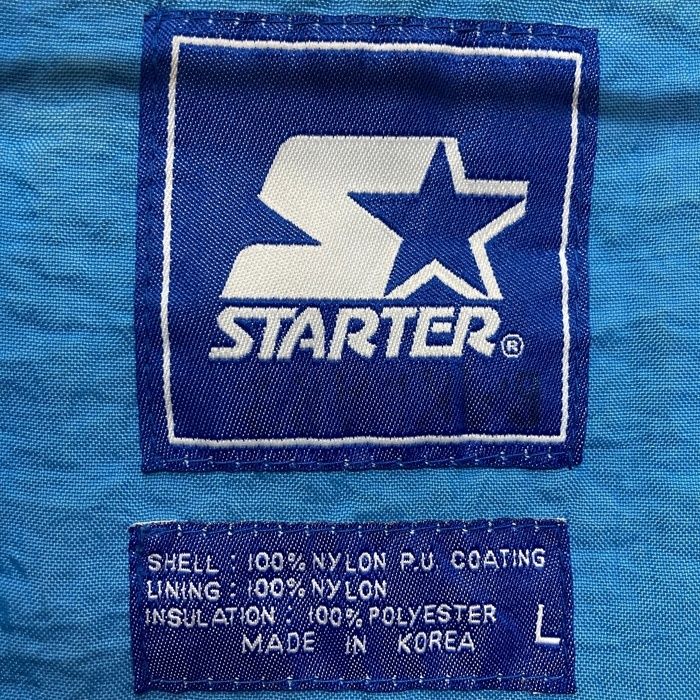 STARTER®
SHELL : 100% NYLON P.U. COATING
LINING : 100% NYLON
INSULATION : 100% POLYESTER
MADE IN KOREA
L